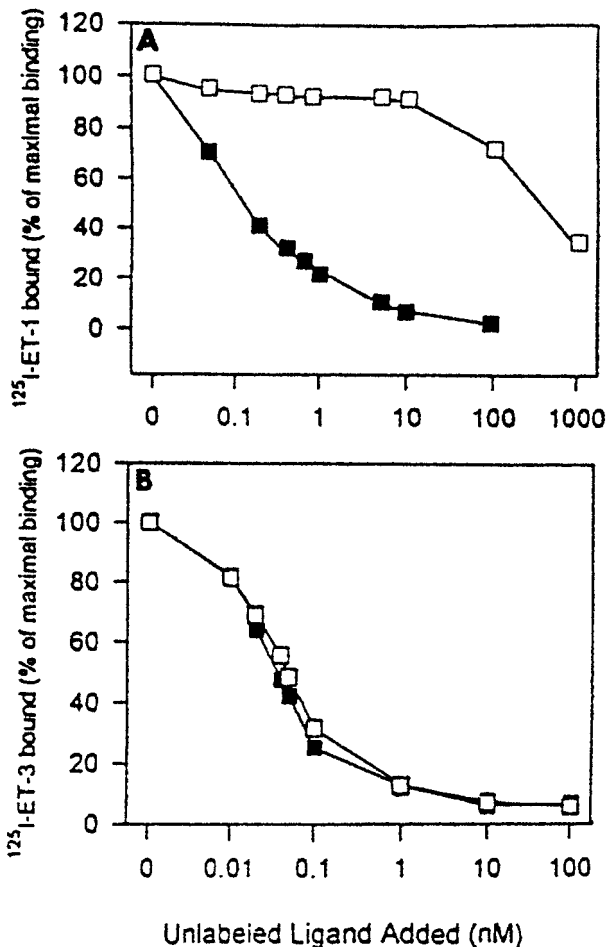 A
¹²⁵I-ET-1 bound (% of maximal binding)
120
100
80
60
40
20
0
0 0.1 1 10 100 1000
B
¹²⁵I-ET-3 bound (% of maximal binding)
120
100
80
60
40
20
0
0 0.01 0.1 1 10 100
Unlabeled Ligand Added (nM)